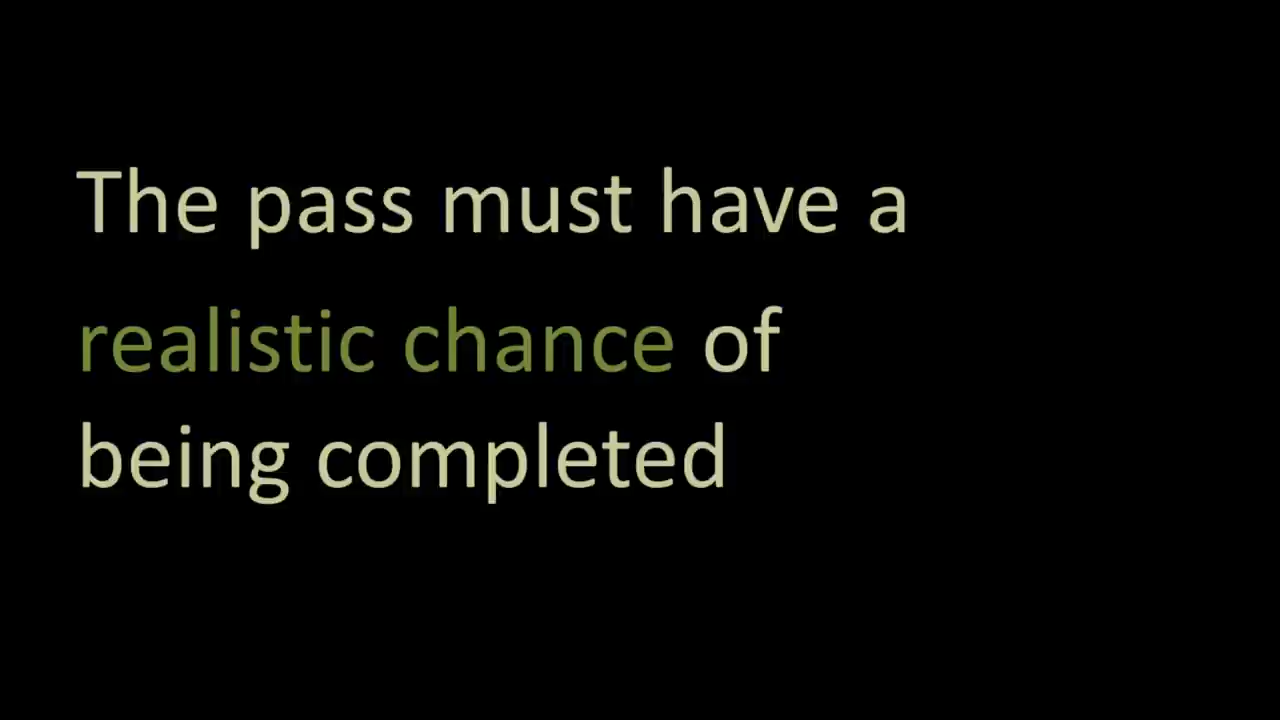 The pass must have a
realistic chance of
being completed